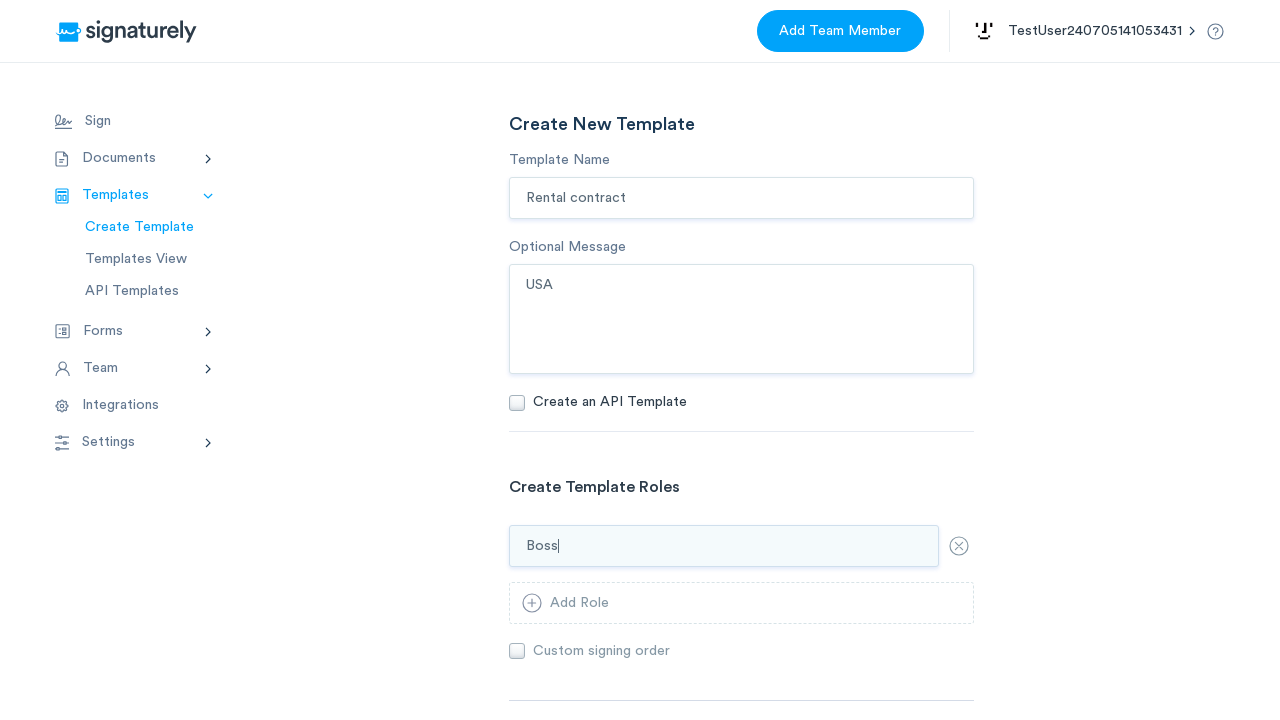 signaturely
Add Team Member
TestUser240705141053431
Sign
Documents
Templates
Create Template
Templates View
API Templates
Forms
Team
Integrations
Settings
Create New Template
Template Name
Rental contract
Optional Message
USA
Create an API Template
Create Template Roles
Boss
Add Role
Custom signing order